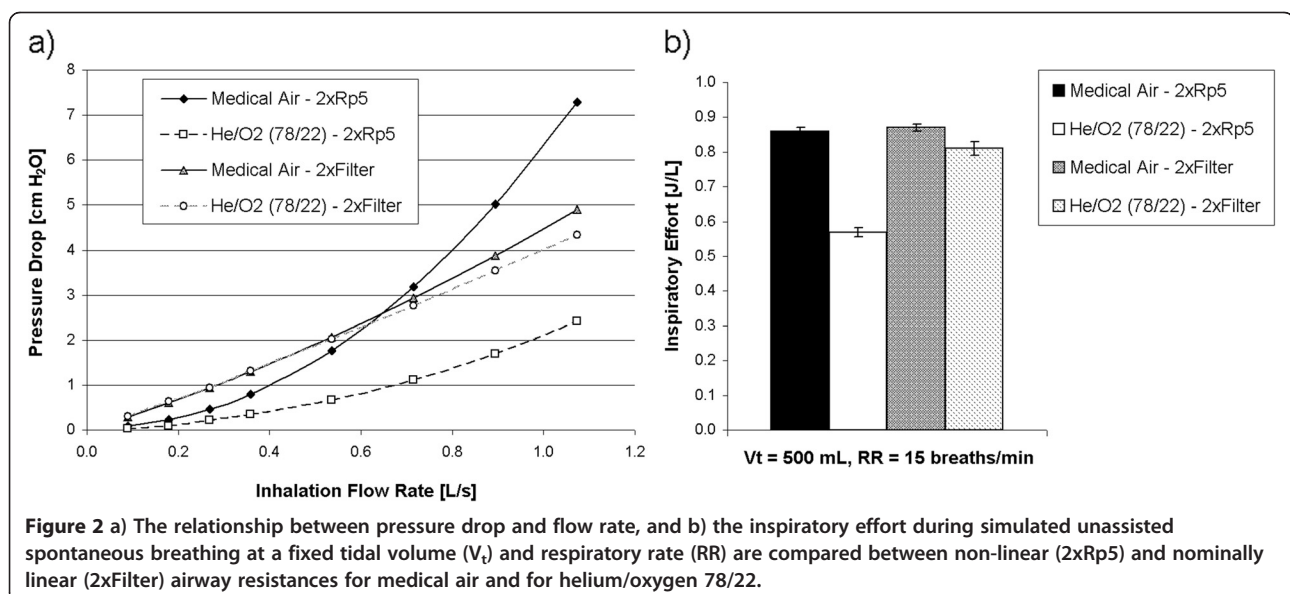 a)
8
7
6
5
4
3
2
1
0
Pressure Drop [cm H₂O]
Medical Air - 2xRp5
He/O2 (78/22) - 2xRp5
Medical Air - 2xFilter
He/O2 (78/22) - 2xFilter
0.0 0.2 0.4 0.6 0.8 1.0 1.2
Inhalation Flow Rate [L/s]
b)
1.0
0.9
0.8
0.7
0.6
0.5
0.4
0.3
0.2
0.1
0.0
Inspiratory Effort [J/L]
Vt = 500 mL, RR = 15 breaths/min
Medical Air - 2xRp5
He/O2 (78/22) - 2xRp5
Medical Air - 2xFilter
He/O2 (78/22) - 2xFilter
Figure 2 a) The relationship between pressure drop and flow rate, and b) the inspiratory effort during simulated unassisted
spontaneous breathing at a fixed tidal volume (Vₜ) and respiratory rate (RR) are compared between non-linear (2xRp5) and nominally
linear (2xFilter) airway resistances for medical air and for helium/oxygen 78/22.